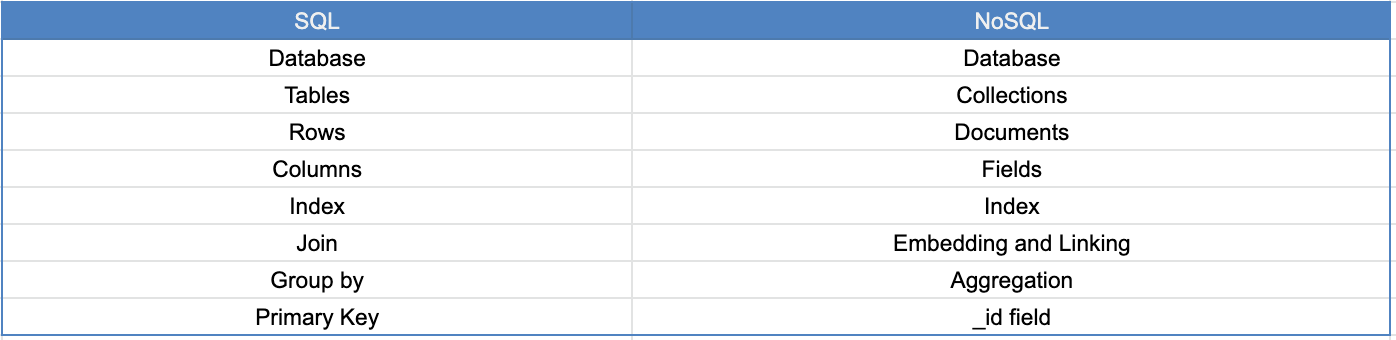 SQL NoSQL
Database Database
Tables Collections
Rows Documents
Columns Fields
Index Index
Join Embedding and Linking
Group by Aggregation
Primary Key _id field